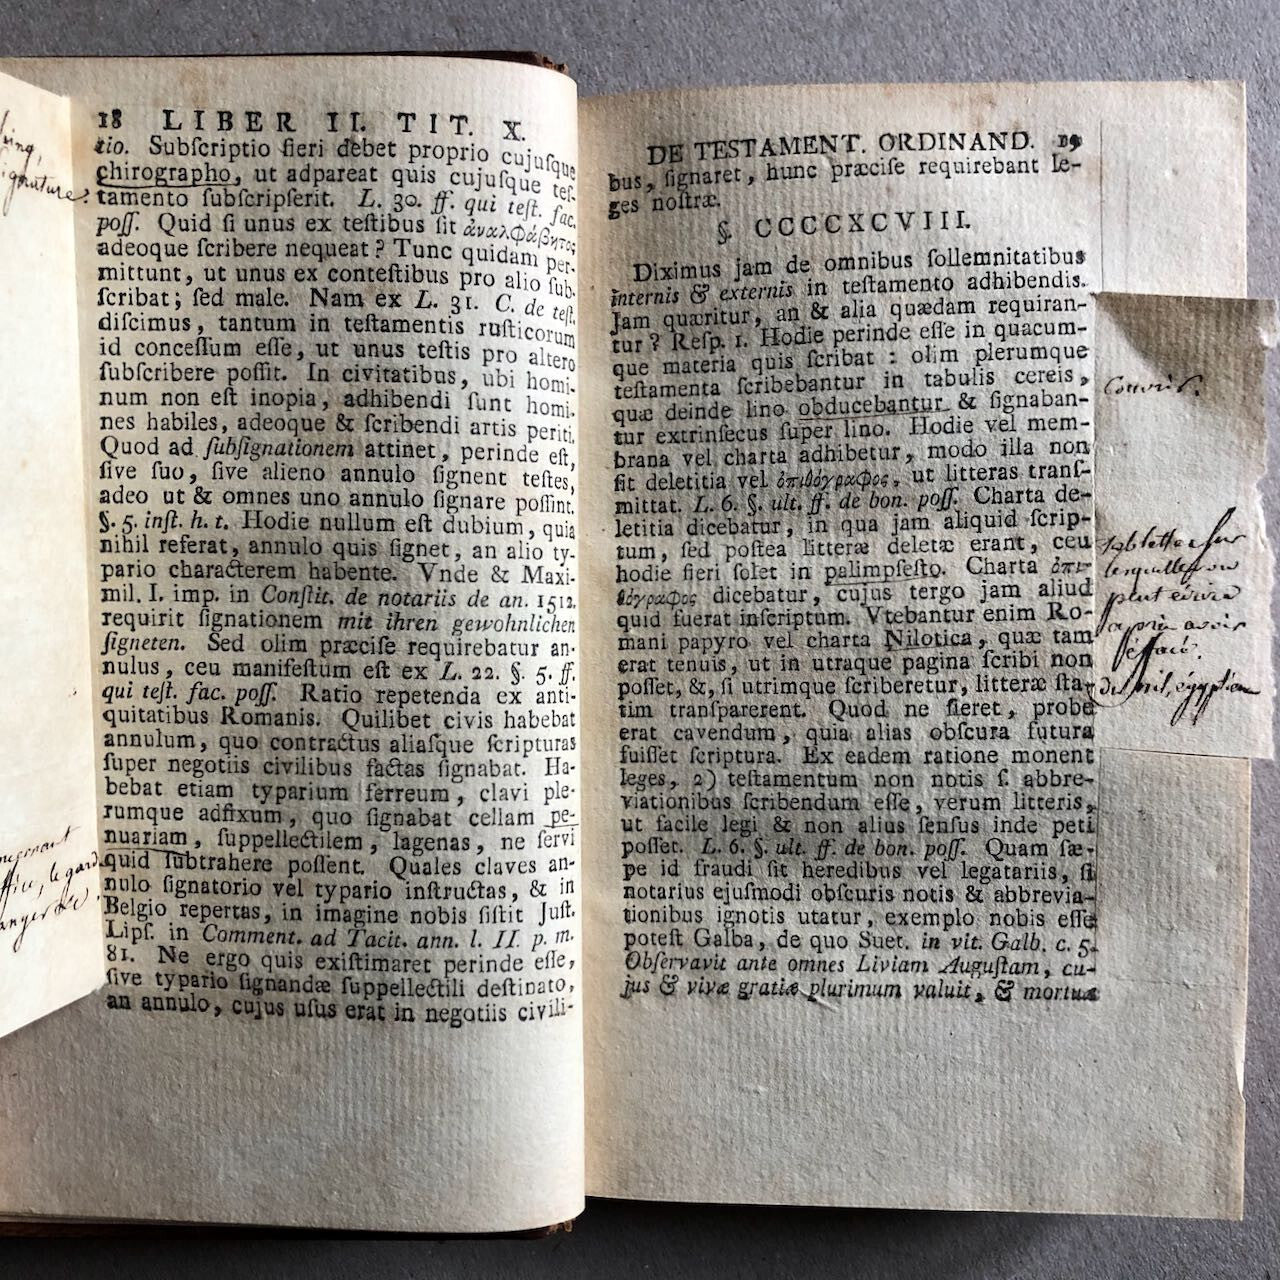 sing,
signature.
18 LIBER II. TIT. X.
tio. Subſcriptio fieri debet proprio cujuſque
chirographo, ut adpareat quis cujuſque teſ-
tamento ſubſcripſerit. L. 30. ff. qui teſt. fac.
poſſ. Quid ſi unus ex teſtibus ſit ἀναλφάβητος
adeoque ſcribere nequeat? Tunc quidam per-
mittunt, ut unus ex conteſtibus pro alio ſub-
ſcribat; ſed male. Nam ex L. 31. C. de teſt.
diſcimus, tantum in teſtamentis ruſticorum
id conceſſum eſſe, ut unus teſtis pro altero
ſubſcribere poſſit. In civitatibus, ubi homi-
num non eſt inopia, adhibendi ſunt homi-
nes habiles, adeoque & ſcribendi artis periti.
Quod ad ſubſignationem attinet, perinde eſt,
ſive ſuo, ſive alieno annulo ſignent teſtes,
adeo ut & omnes uno annulo ſignare poſſint.
§. 5. inſt. h. t. Hodie nullum eſt dubium, quia
nihil referat, annulo quis ſignet, an alio ty-
pario characterem habente. Vnde & Maxi-
mil. I. imp. in Conſtit. de notariis de an. 1512.
requirit ſignationem mit ihren gewohnlichen
ſigneten. Sed olim præciſe requirebatur an-
nulus, ceu manifeſtum eſt ex L. 22. §. 5. ff.
qui teſt. fac. poſſ. Ratio repetenda ex anti-
quitatibus Romanis. Quilibet civis habebat
annulum, quo contractus aliaſque ſcripturas
ſuper negotiis civilibus factas ſignabat. Ha-
bebat etiam typarium ferreum, clavi ple-
rumque adfixum, quo ſignabat cellam pe-
nuariam, ſuppellectilem, lagenas, ne ſervi
quid ſubtrahere poſſent. Quales claves an-
nulo ſignatorio vel typario inſtructas, & in
Belgio repertas, in imagine nobis ſiſtit Juſt.
Lipſ. in Comment. ad Tacit. ann. l. II. p. m.
81. Ne ergo quis exiſtimaret perinde eſſe,
ſive typario ſignandæ ſuppellectili deſtinato,
an annulo, cujus uſus erat in negotiis civili-
DE TESTAMENT. ORDINAND. 19
bus, ſignaret, hunc præciſe requirebant le-
ges noſtræ.
§. CCCCXCVIII.
Diximus jam de omnibus ſollemnitatibus
internis & externis in teſtamento adhibendis.
Jam quæritur, an & alia quædam requiran-
tur? Reſp. 1. Hodie perinde eſſe in quacum-
que materia quis ſcribat: olim plerumque
teſtamenta ſcribebantur in tabulis cereis,
quæ deinde lino obducebantur & ſignaban-
tur extrinſecus ſuper lino. Hodie vel mem-
brana vel charta adhibetur, modo illa non
ſit deletitia vel ὀπιθόγραφος, ut litteras tranſ-
mittat. L. 6. §. ult. ff. de bon. poſſ. Charta de-
letitia dicebatur, in qua jam aliquid ſcrip-
tum, ſed poſtea litteræ deletæ erant, ceu
hodie fieri ſolet in palimpſeſto. Charta ὀπι-
θόγραφος dicebatur, cujus tergo jam aliud
quid fuerat inſcriptum. Vtebantur enim Ro-
mani papyro vel charta Nilotica, quæ tam
erat tenuis, ut in utraque pagina ſcribi non
poſſet, &, ſi utrimque ſcriberetur, litteræ ſta-
tim tranſparerent. Quod ne fieret, probe
erat cavendum, quia alias obſcura futura
fuiſſet ſcriptura. Ex eadem ratione monent
leges, 2) teſtamentum non notis ſ. abbre-
viationibus ſcribendum eſſe, verum litteris,
ut facile legi & non alius ſenſus inde peti
poſſet. L. 6. §. ult. ff. de bon. poſſ. Quam ſæ-
pe id fraudi ſit heredibus vel legatariis, ſi
notarius ejuſmodi obſcuris notis & abbrevia-
tionibus ignotis utatur, exemplo nobis eſſe
poteſt Galba, de quo Suet. in vit. Galb. c. 5.
Obſervavit ante omnes Liviam Auguſtam, cu-
jus & vivæ gratia plurimum valuit, & mortuæ
couvrir.
tablette sur
lesquelles on
peut écrire
après avoir
effacé.
du nil, égyptien